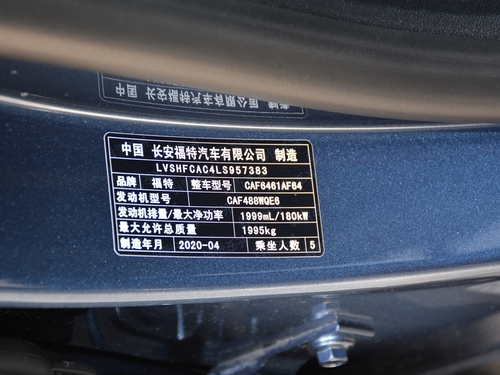 中国 长安福特汽车有限公司 制造
LVSHFCAC4LS957383
品牌 福特 整车型号 CAF6461AF64
发动机型号 CAF488WQE6
发动机排量/最大净功率 1999mL/180kW
最大允许总质量 1995kg
制造年月 2020-04 乘坐人数 5